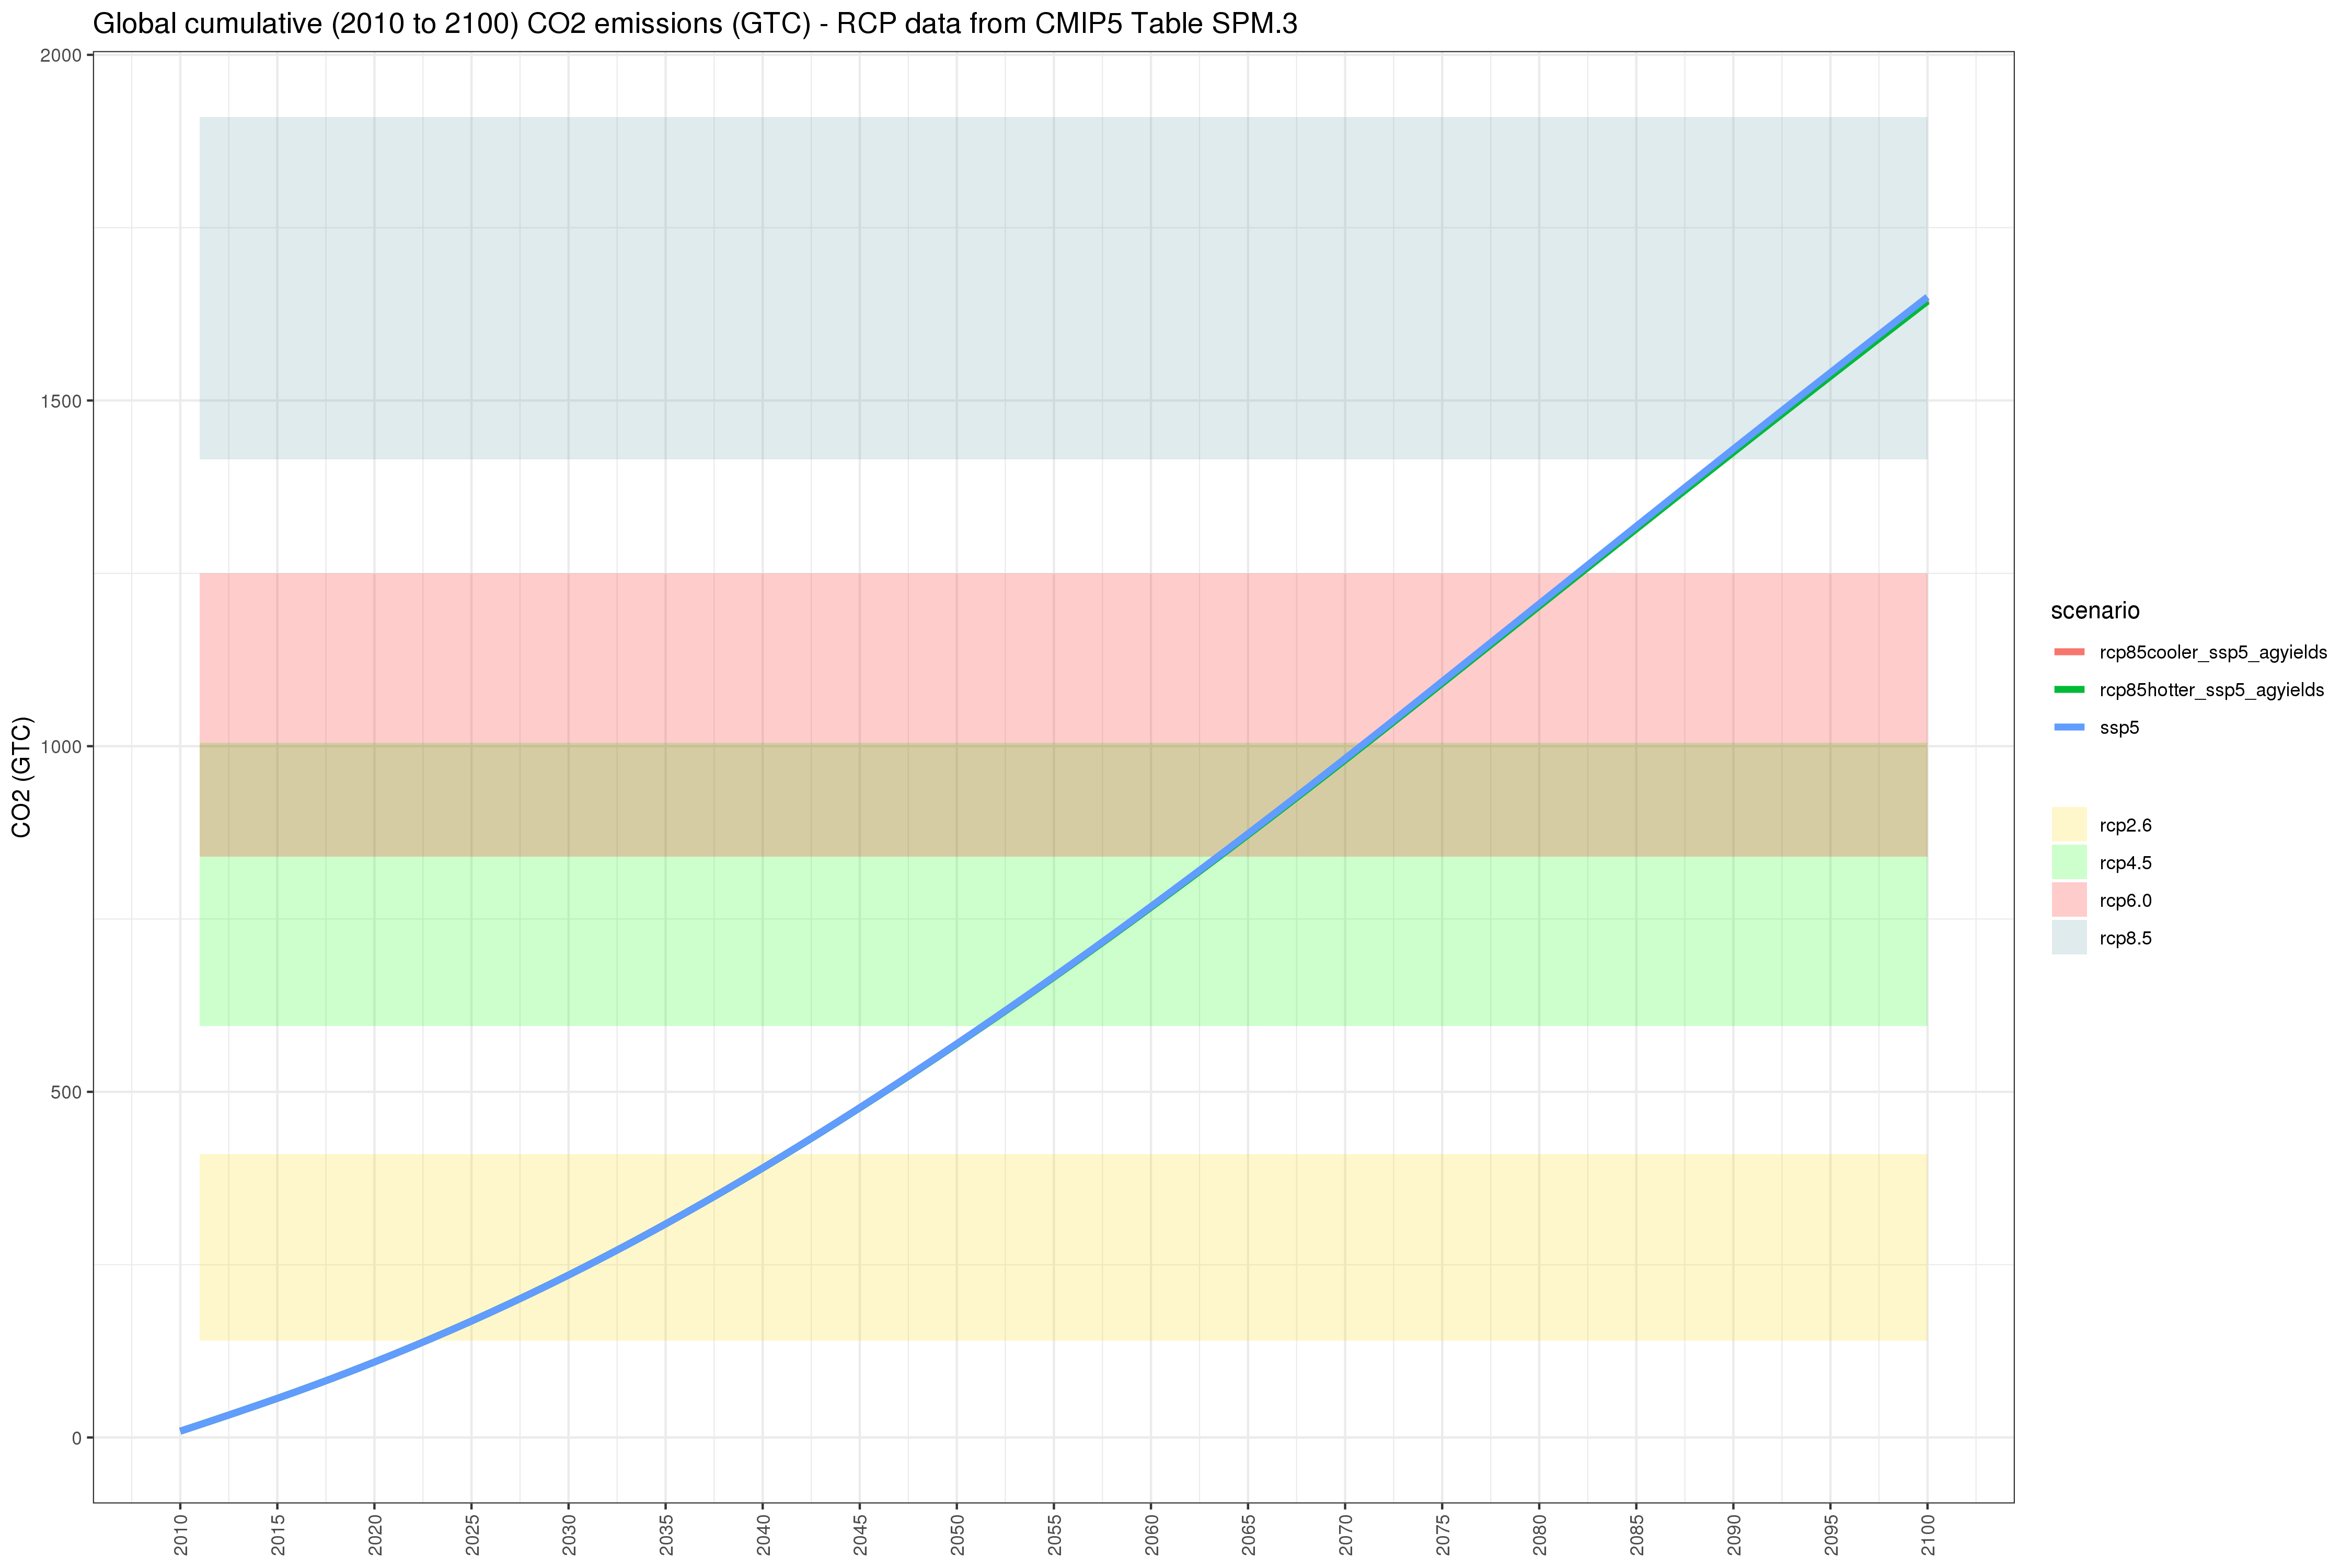 Global cumulative (2010 to 2100) CO2 emissions (GTC) - RCP data from CMIP5 Table SPM.3
2000
1500
1000
500
0
CO2 (GTC)
2010
2015
2020
2025
2030
2035
2040
2045
2050
2055
2060
2065
2070
2075
2080
2085
2090
2095
2100
scenario
rcp85cooler_ssp5_agyields
rcp85hotter_ssp5_agyields
ssp5
rcp2.6
rcp4.5
rcp6.0
rcp8.5